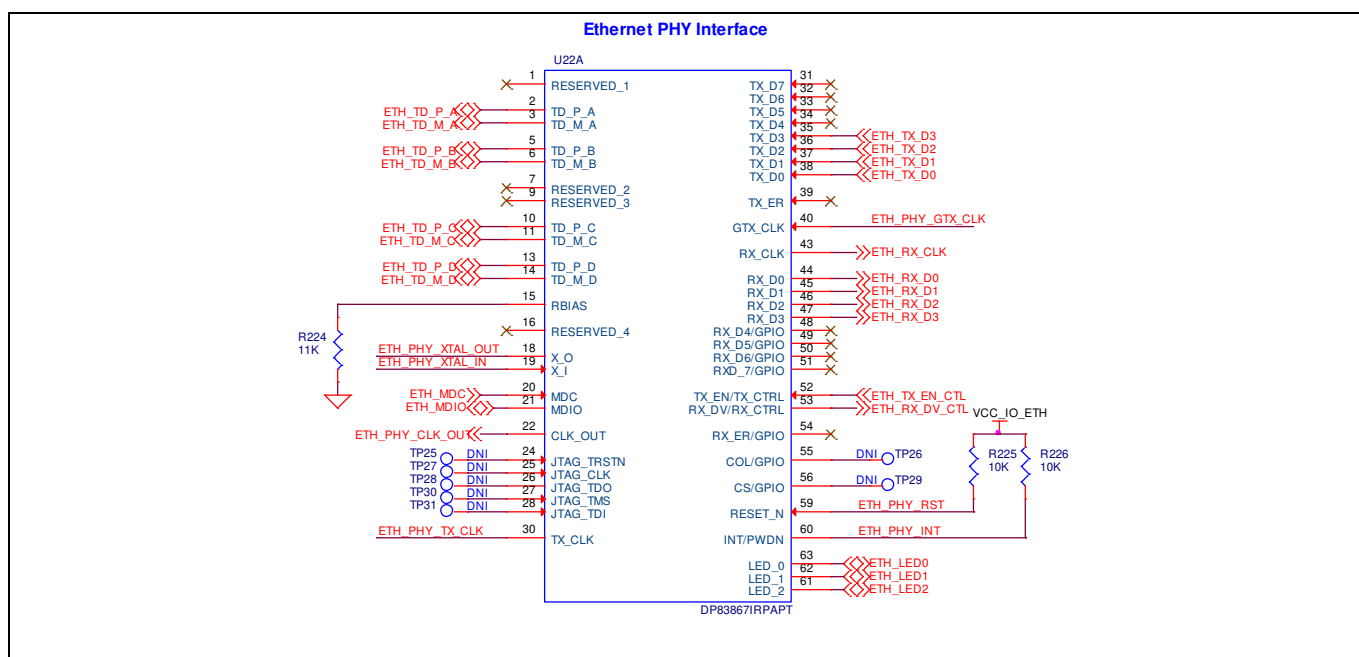 Ethernet PHY Interface
U22A
1 RESERVED_1
ETH_TD_P_A 2 TD_P_A
ETH_TD_M_A 3 TD_M_A
ETH_TD_P_B 5 TD_P_B
ETH_TD_M_B 6 TD_M_B
7 RESERVED_2
9 RESERVED_3
ETH_TD_P_C 10 TD_P_C
ETH_TD_M_C 11 TD_M_C
ETH_TD_P_D 13 TD_P_D
ETH_TD_M_D 14 TD_M_D
15 RBIAS
R224
11K
16 RESERVED_4
ETH_PHY_XTAL_OUT 18 X_O
ETH_PHY_XTAL_IN 19 X_I
ETH_MDC 20 MDC
ETH_MDIO 21 MDIO
ETH_PHY_CLK_OUT 22 CLK_OUT
TP25 DNI 24 JTAG_TRSTN
TP27 25 JTAG_CLK
TP28 DNI 26 JTAG_TDO
TP30 DNI 27 JTAG_TMS
TP31 DNI 28 JTAG_TDI
ETH_PHY_TX_CLK 30 TX_CLK
TX_D7 31
TX_D6 32
TX_D5 33
TX_D4 34
TX_D3 35 ETH_TX_D3
TX_D2 36 ETH_TX_D2
TX_D1 37 ETH_TX_D1
TX_D0 38 ETH_TX_D0
TX_ER 39
GTX_CLK 40 ETH_PHY_GTX_CLK
RX_CLK 43 ETH_RX_CLK
RX_D0 44 ETH_RX_D0
RX_D1 45 ETH_RX_D1
RX_D2 46 ETH_RX_D2
RX_D3 47 ETH_RX_D3
RX_D4/GPIO 48
RX_D5/GPIO 49
RX_D6/GPIO 50
RXD_7/GPIO 51
TX_EN/TX_CTRL 52 ETH_TX_EN_CTL
RX_DV/RX_CTRL 53 ETH_RX_DV_CTL
VCC_IO_ETH
RX_ER/GPIO 54
R225
10K
R226
10K
COL/GPIO 55 DNI TP26
CS/GPIO 56 DNI TP29
RESET_N 59 ETH_PHY_RST
INT/PWDN 60 ETH_PHY_INT
LED_0 63 ETH_LED0
LED_1 62 ETH_LED1
LED_2 61 ETH_LED2
DP83867IRPAPT